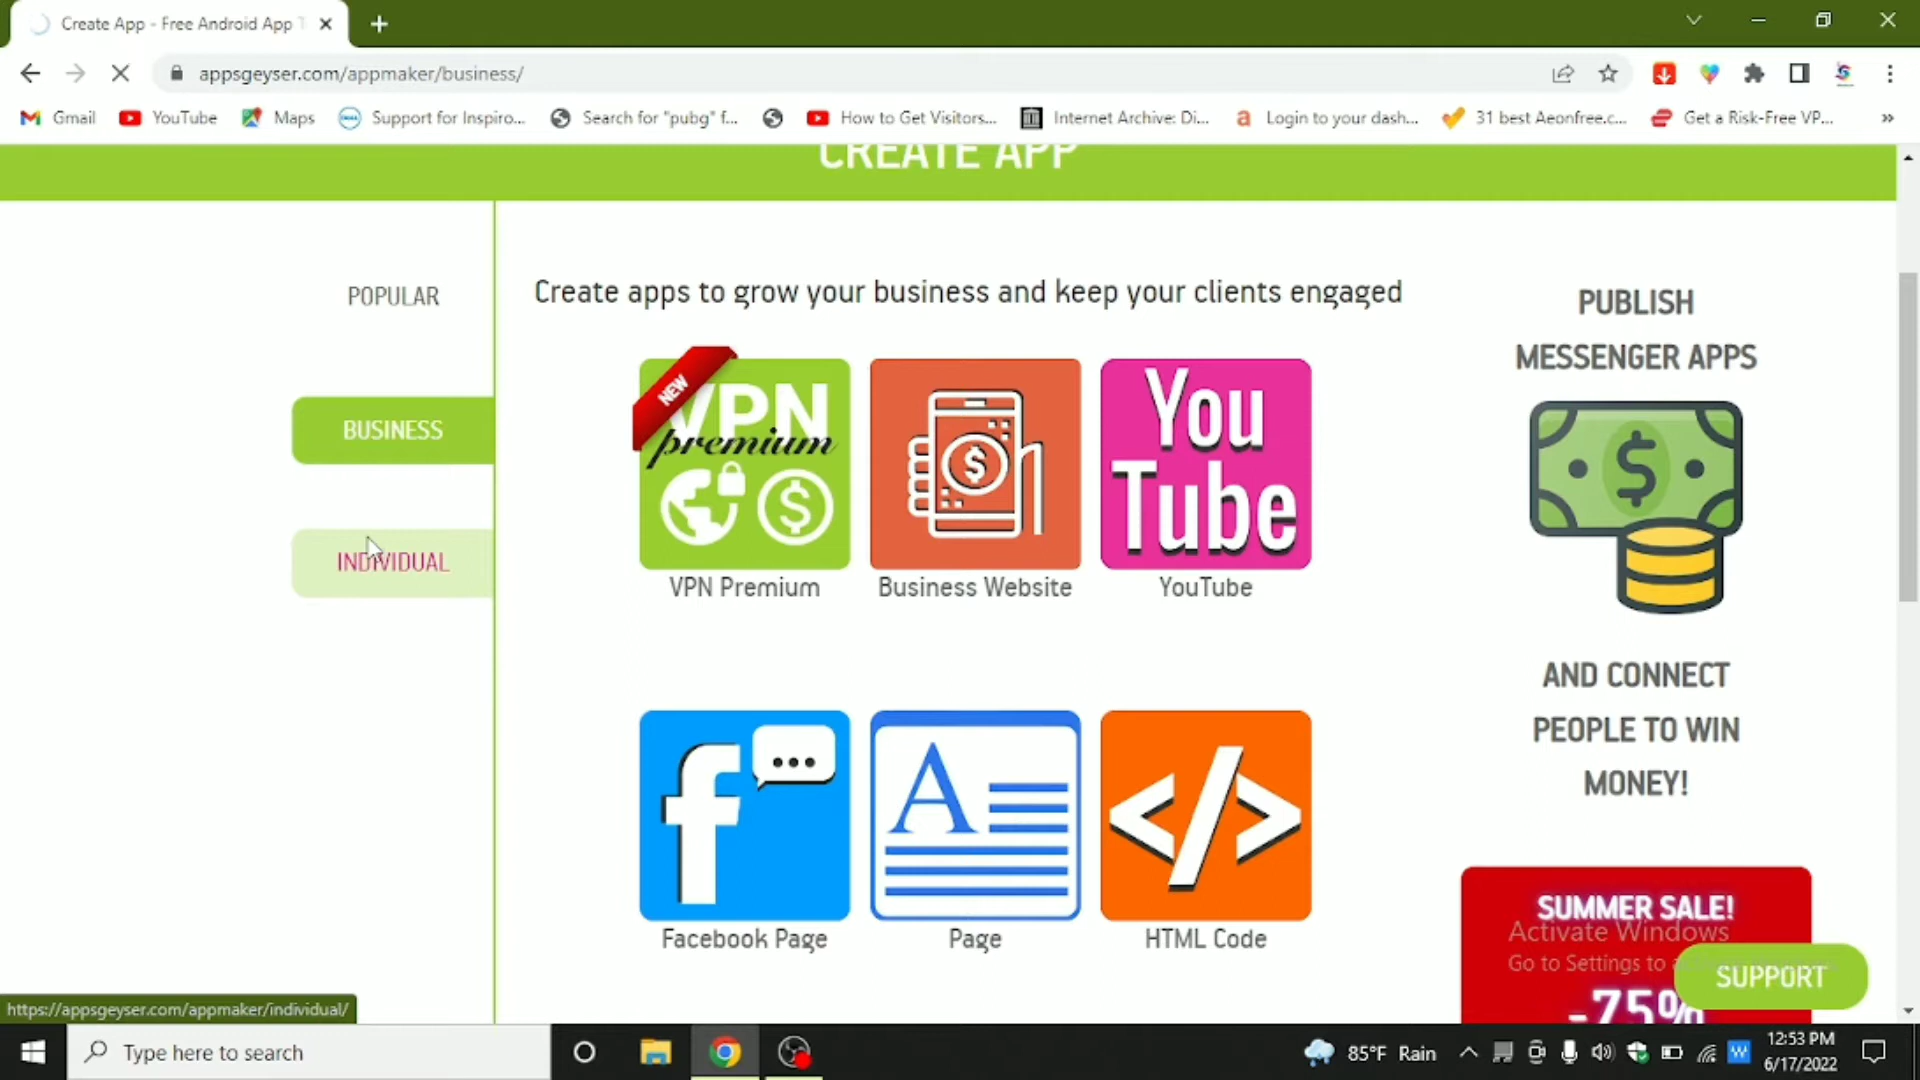 Create App - Free Android App
appsgeyser.com/appmaker/business/
Gmail
YouTube
Maps
Support for Inspiro...
Search for "pubg" f...
How to Get Visitors...
Internet Archive: Di...
Login to your dash...
31 best Aeonfree.c...
Get a Risk-Free VP...
CREATE APP
POPULAR
BUSINESS
INDIVIDUAL
Create apps to grow your business and keep your clients engaged
NEW
VPN
premium
VPN Premium
Business Website
You
Tube
YouTube
f
Facebook Page
A
Page
</>
HTML Code
PUBLISH
MESSENGER APPS
$
AND CONNECT
PEOPLE TO WIN
MONEY!
SUMMER SALE!
-75%
Activate Windows
Go to Settings to
SUPPORT
https://appsgeyser.com/appmaker/individual/
Type here to search
85°F Rain
12:53 PM
6/17/2022